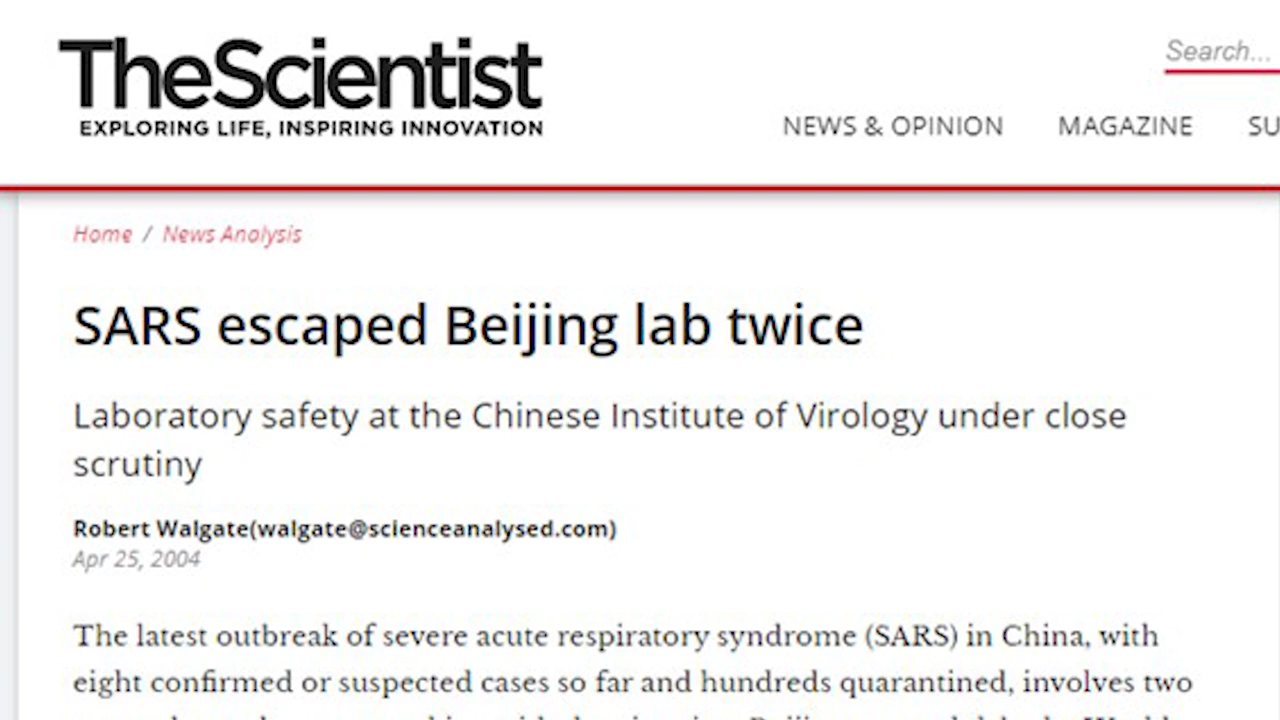 TheScientist
EXPLORING LIFE, INSPIRING INNOVATION
Search...
NEWS & OPINION MAGAZINE SU
Home / News Analysis
SARS escaped Beijing lab twice
Laboratory safety at the Chinese Institute of Virology under close
scrutiny
Robert Walgate(walgate@scienceanalysed.com)
Apr 25, 2004
The latest outbreak of severe acute respiratory syndrome (SARS) in China, with
eight confirmed or suspected cases so far and hundreds quarantined, involves two